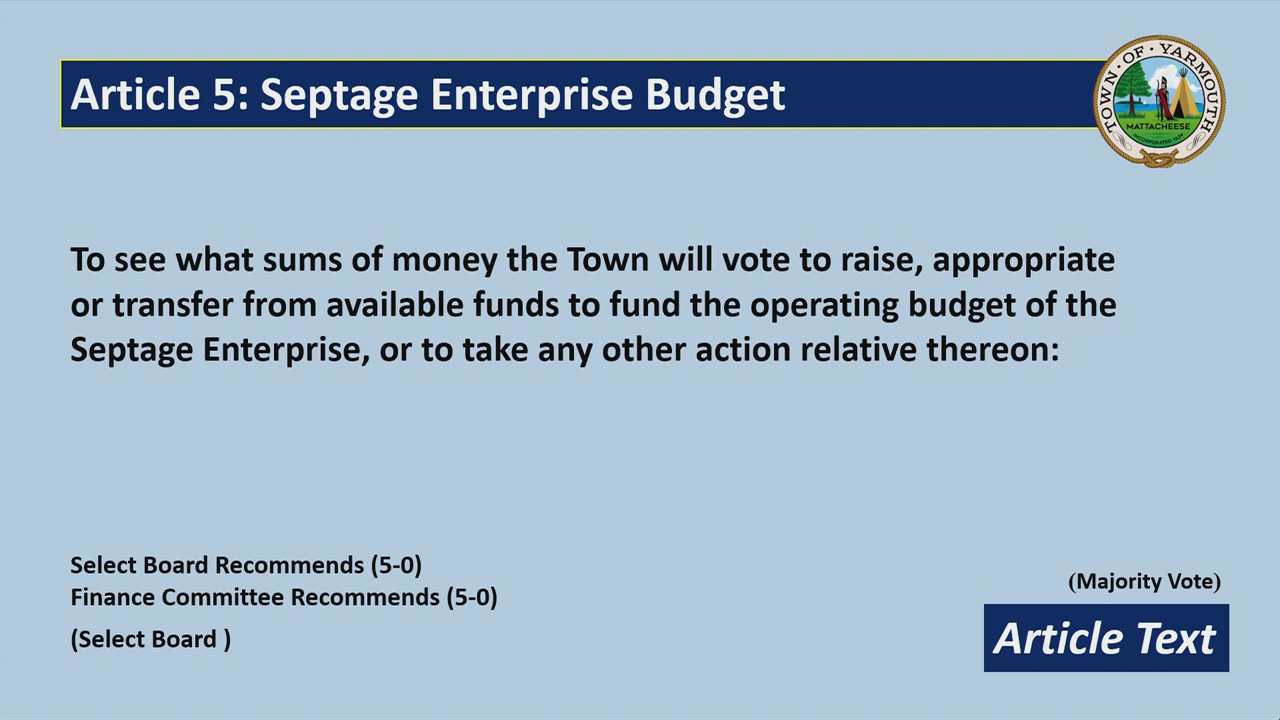 Article 5: Septage Enterprise Budget
TOWN · OF · YARMOUTH
MATTACHEESE
INCORPORATED 1639
To see what sums of money the Town will vote to raise, appropriate
or transfer from available funds to fund the operating budget of the
Septage Enterprise, or to take any other action relative thereon:
Select Board Recommends (5-0)
Finance Committee Recommends (5-0)
(Select Board )
(Majority Vote)
Article Text